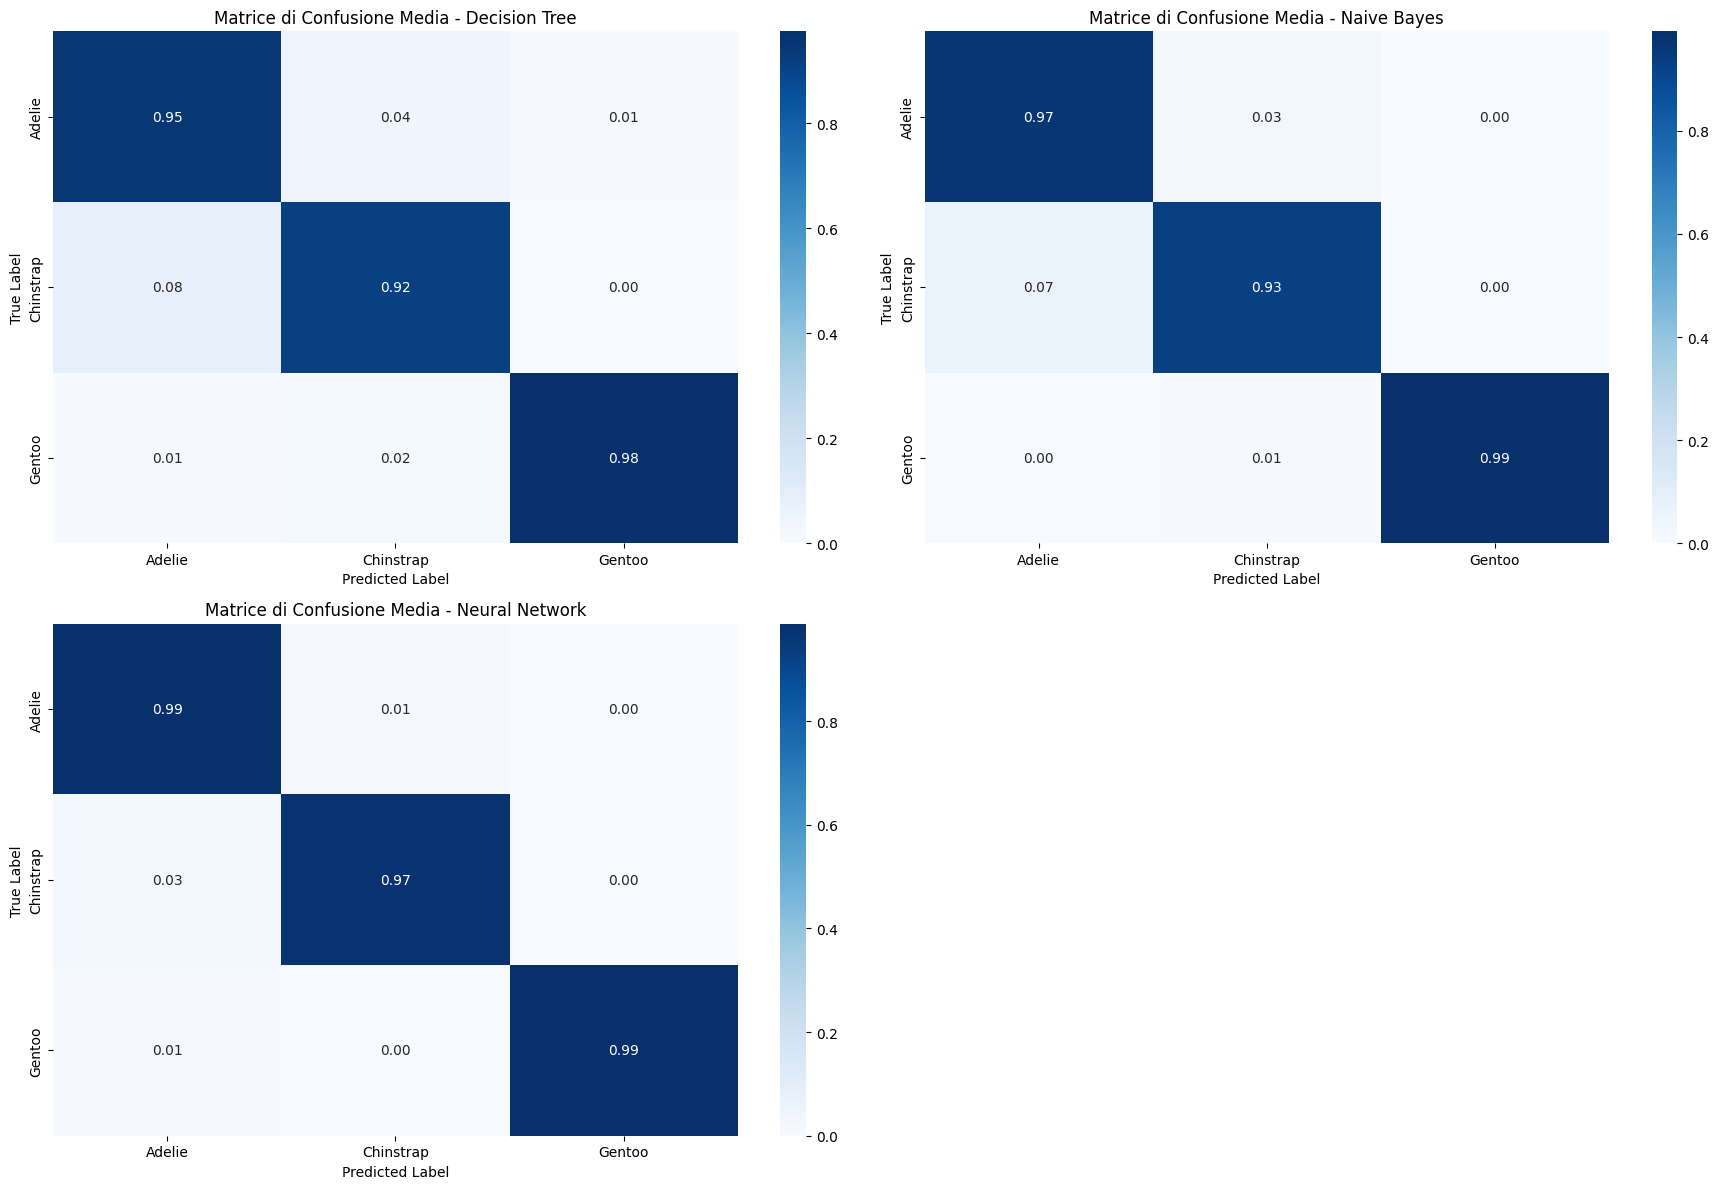 Matrice di Confusione Media - Decision Tree
Adelie
0.95 0.04 0.01
0.8
0.6
True Label
Chinstrap
0.08 0.92 0.00
0.4
Gentoo
0.01 0.02 0.98
0.2
0.0
Adelie Chinstrap Gentoo
Predicted Label
Matrice di Confusione Media - Naive Bayes
Adelie
0.97 0.03 0.00
0.8
0.6
True Label
Chinstrap
0.07 0.93 0.00
0.4
Gentoo
0.00 0.01 0.99
0.2
0.0
Adelie Chinstrap Gentoo
Predicted Label
Matrice di Confusione Media - Neural Network
Adelie
0.99 0.01 0.00
0.8
0.6
True Label
Chinstrap
0.03 0.97 0.00
0.4
Gentoo
0.01 0.00 0.99
0.2
0.0
Adelie Chinstrap Gentoo
Predicted Label